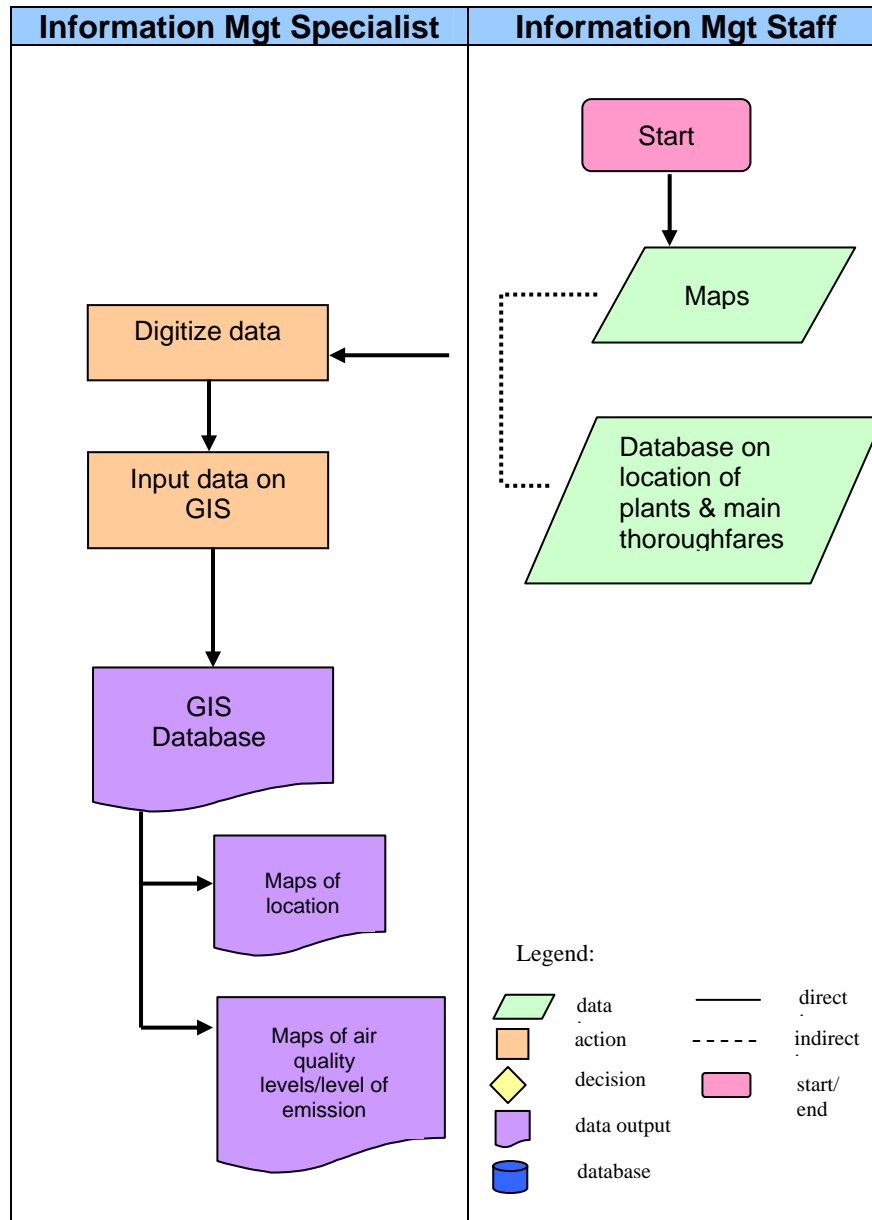 Information Mgt Specialist
Information Mgt Staff
Start
Maps
Database on
location of
plants & main
thoroughfares
Digitize data
Input data on
GIS
GIS
Database
Maps of
location
Maps of air
quality
levels/level of
emission
Legend:
data
direct
action
indirect
decision
start/
end
data output
database